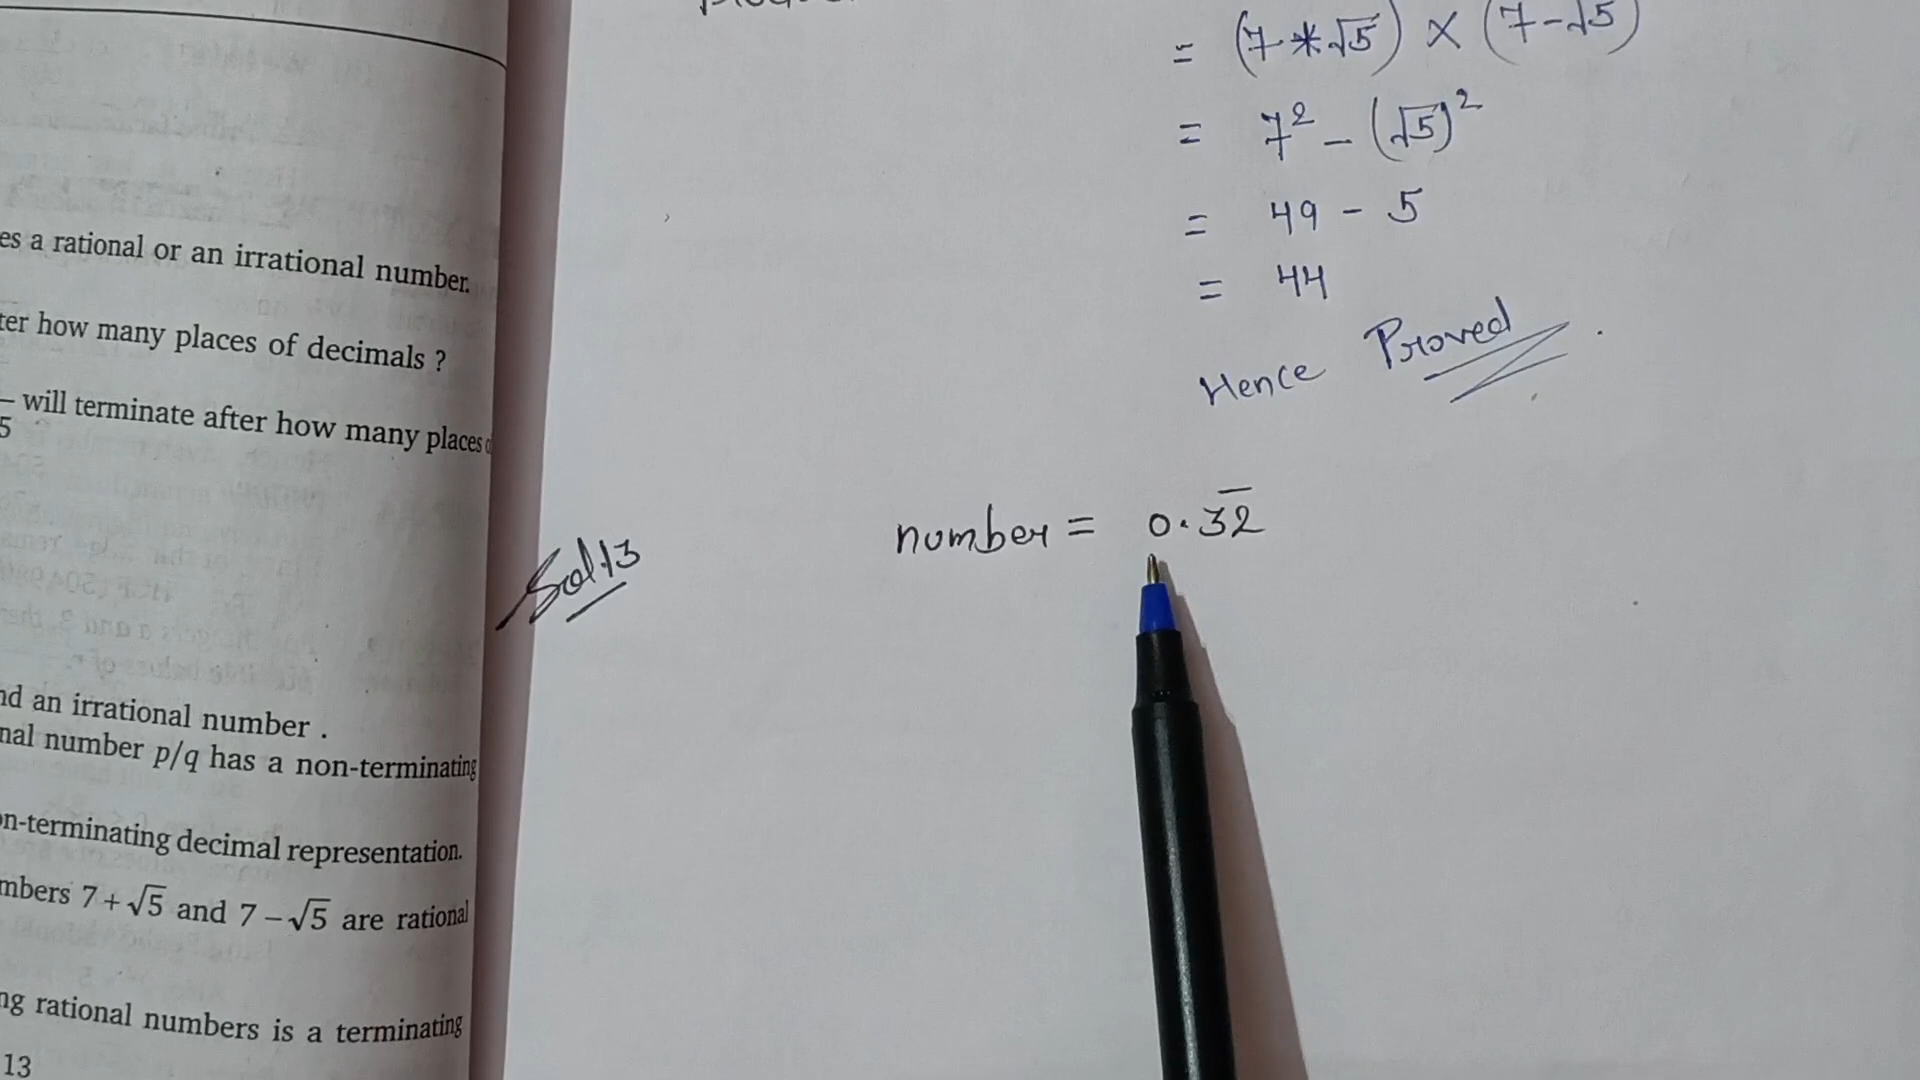 es a rational or an irrational number.
ter how many places of decimals ?
5 will terminate after how many places
nd an irrational number .
nal number p/q has a non-terminating
on-terminating decimal representation.
mbers 7 + √5 and 7 – √5 are rational
ng rational numbers is a terminating
13
= (7 * √5) × (7 – √5)
= 7² – (√5)²
= 49 – 5
= 44
Hence Proved
Sol13
number = 0.3̅2̅